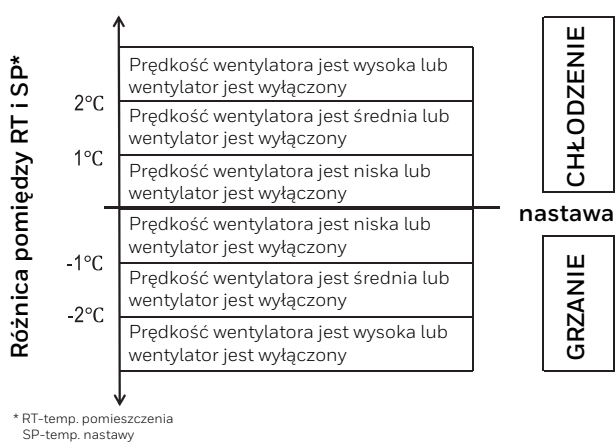 Różnica pomiędzy RT i SP*
Prędkość wentylatora jest wysoka lub
wentylator jest wyłączony
2°C
Prędkość wentylatora jest średnia lub
wentylator jest wyłączony
1°C
Prędkość wentylatora jest niska lub
wentylator jest wyłączony
CHŁODZENIE
nastawa
Prędkość wentylatora jest niska lub
wentylator jest wyłączony
-1°C
Prędkość wentylatora jest średnia lub
wentylator jest wyłączony
-2°C
Prędkość wentylatora jest wysoka lub
wentylator jest wyłączony
GRZANIE
* RT-temp. pomieszczenia
SP-temp. nastawy